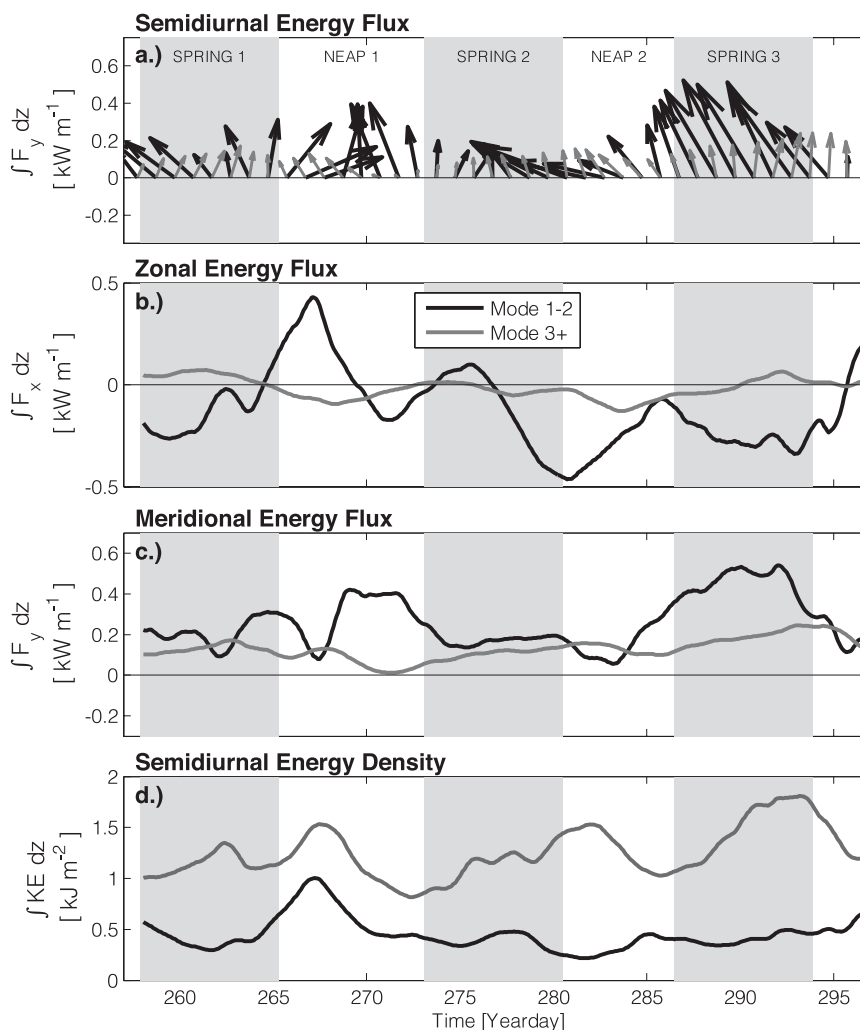 Semidiurnal Energy Flux
a.)
SPRING 1
NEAP 1
SPRING 2
NEAP 2
SPRING 3
0.6
0.4
0.2
0
-0.2
∫ Fy dz
[ kW m-1 ]
Zonal Energy Flux
b.)
Mode 1-2
Mode 3+
0.5
0
-0.5
∫ Fx dz
[ kW m-1 ]
Meridional Energy Flux
c.)
0.6
0.4
0.2
0
-0.2
∫ Fy dz
[ kW m-1 ]
Semidiurnal Energy Density
d.)
2
1.5
1
0.5
0
∫ KE dz
[ kJ m-2 ]
260 265 270 275 280 285 290 295
Time [Yearday]